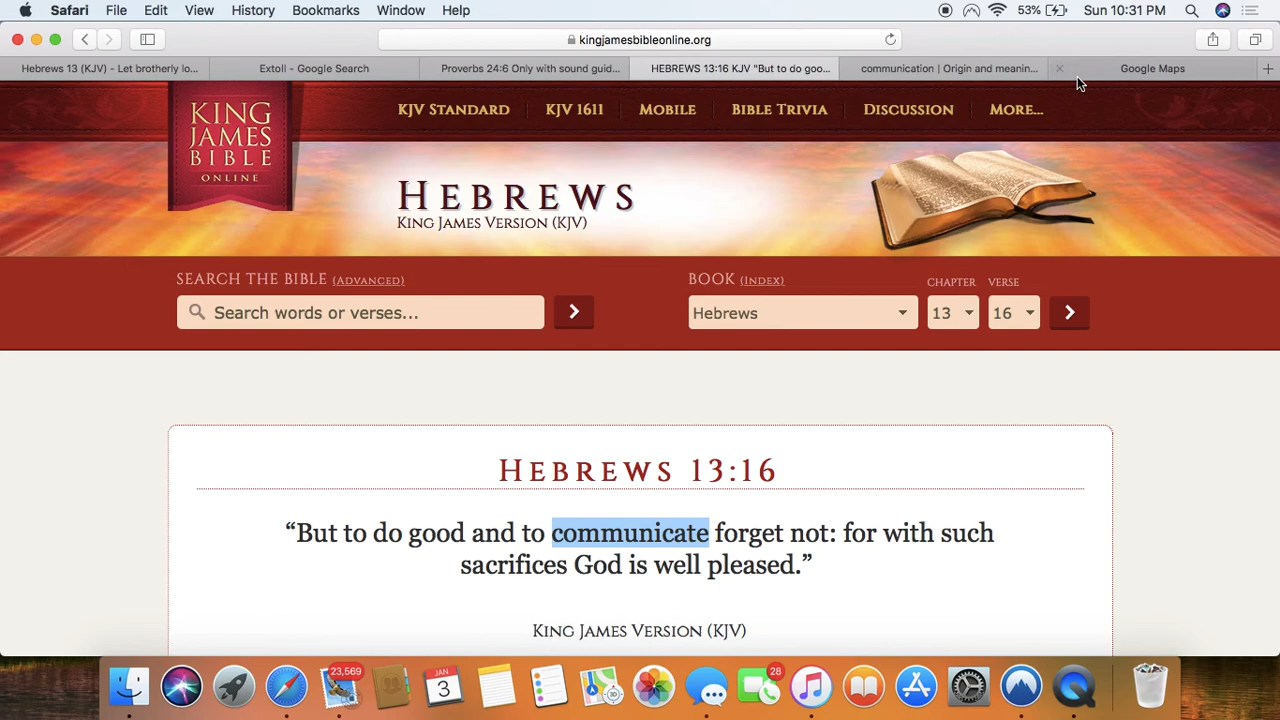 Safari File Edit View History Bookmarks Window Help 53% Sun 10:31 PM
kingjamesbibleonline.org
Hebrews 13 (KJV) - Let brotherly lo... Extoll - Google Search Proverbs 24:6 Only with sound guid... HEBREWS 13:16 KJV "But to do goo... communication | Origin and meanin... Google Maps
KING JAMES BIBLE ONLINE
KJV STANDARD KJV 1611 MOBILE BIBLE TRIVIA DISCUSSION MORE...
HEBREWS
KING JAMES VERSION (KJV)
SEARCH THE BIBLE (ADVANCED) BOOK (INDEX) CHAPTER VERSE
Search words or verses... Hebrews 13 16
HEBREWS 13:16
“But to do good and to communicate forget not: for with such
sacrifices God is well pleased.”
KING JAMES VERSION (KJV)
23,569 JAN 3 3D 28